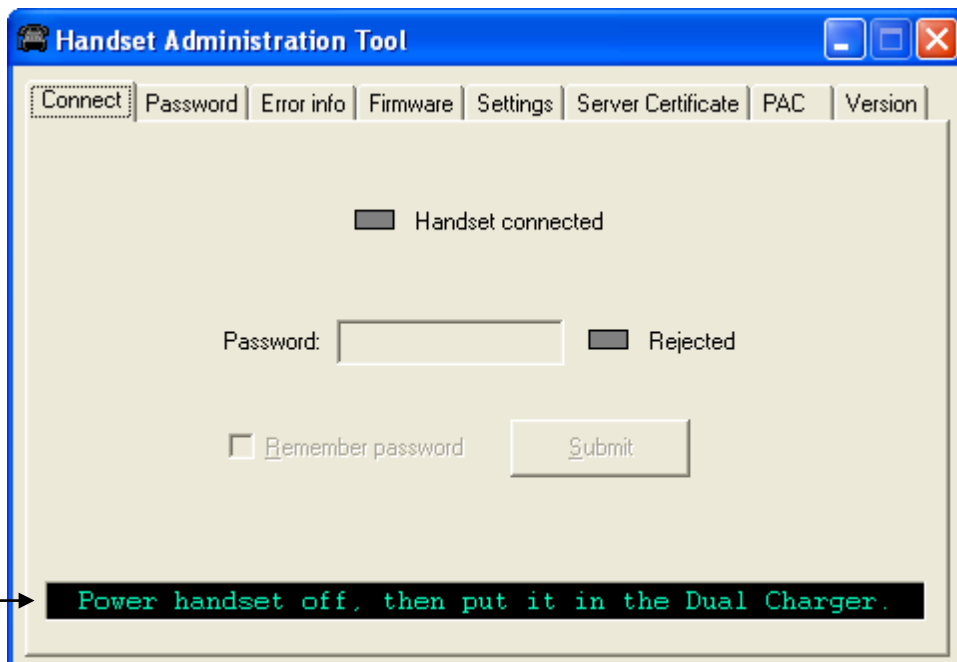 Handset Administration Tool
Connect Password Error info Firmware Settings Server Certificate PAC Version
Handset connected
Password: Rejected
Remember password Submit
Power handset off, then put it in the Dual Charger.